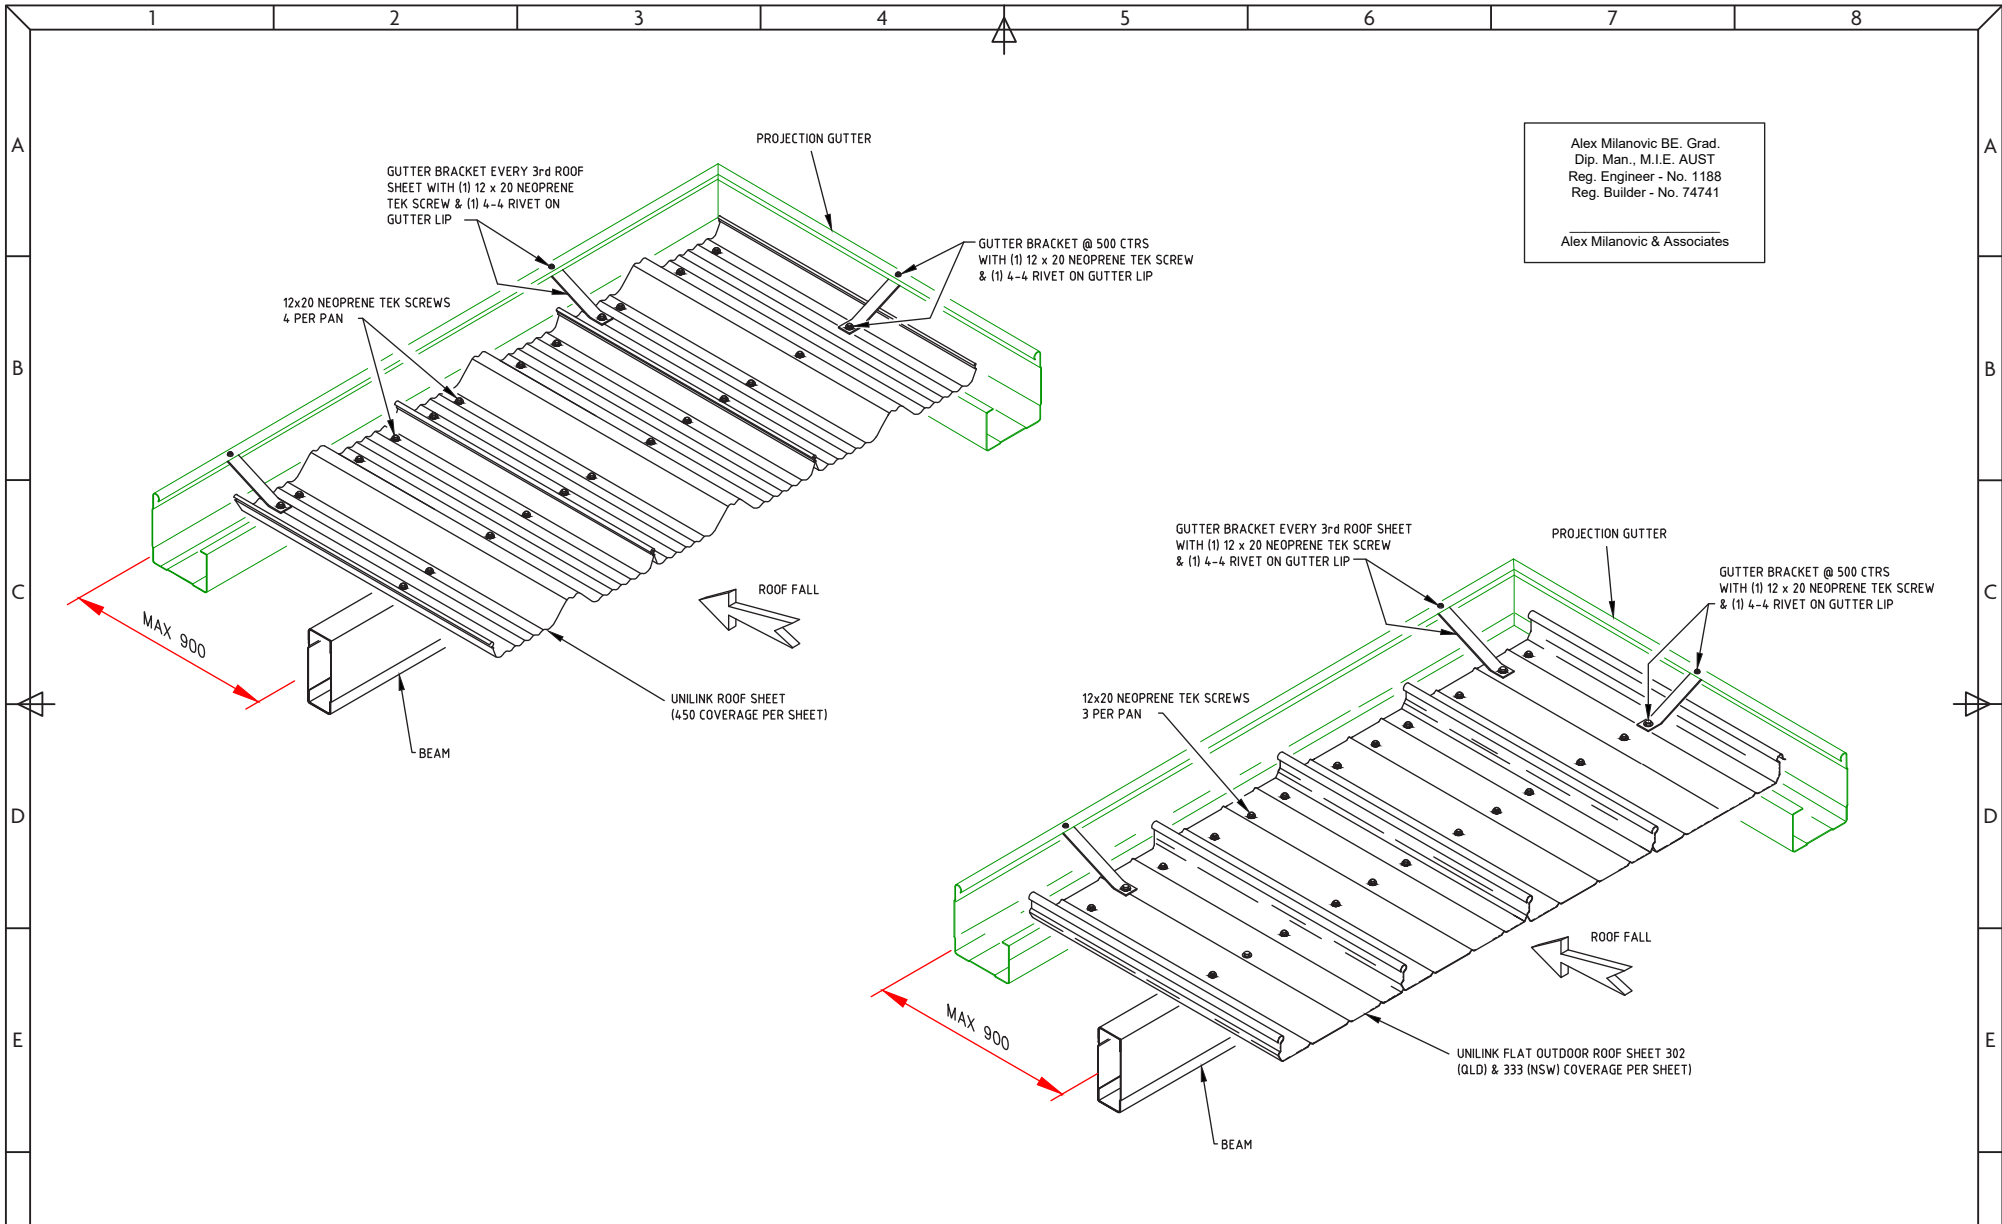 1 2 3 4 5 6 7 8
A A
B B
C C
D D
E E
Alex Milanovic BE. Grad.
Dip. Man., M.I.E. AUST
Reg. Engineer - No. 1188
Reg. Builder - No. 74741
Alex Milanovic & Associates
PROJECTION GUTTER
GUTTER BRACKET EVERY 3rd ROOF
SHEET WITH (1) 12 x 20 NEOPRENE
TEK SCREW & (1) 4-4 RIVET ON
GUTTER LIP
GUTTER BRACKET @ 500 CTRS
WITH (1) 12 x 20 NEOPRENE TEK SCREW
& (1) 4-4 RIVET ON GUTTER LIP
12x20 NEOPRENE TEK SCREWS
4 PER PAN
ROOF FALL
MAX 900
UNILINK ROOF SHEET
(450 COVERAGE PER SHEET)
BEAM
GUTTER BRACKET EVERY 3rd ROOF SHEET
WITH (1) 12 x 20 NEOPRENE TEK SCREW
& (1) 4-4 RIVET ON GUTTER LIP
PROJECTION GUTTER
GUTTER BRACKET @ 500 CTRS
WITH (1) 12 x 20 NEOPRENE TEK SCREW
& (1) 4-4 RIVET ON GUTTER LIP
12x20 NEOPRENE TEK SCREWS
3 PER PAN
ROOF FALL
MAX 900
UNILINK FLAT OUTDOOR ROOF SHEET 302
(QLD) & 333 (NSW) COVERAGE PER SHEET)
BEAM